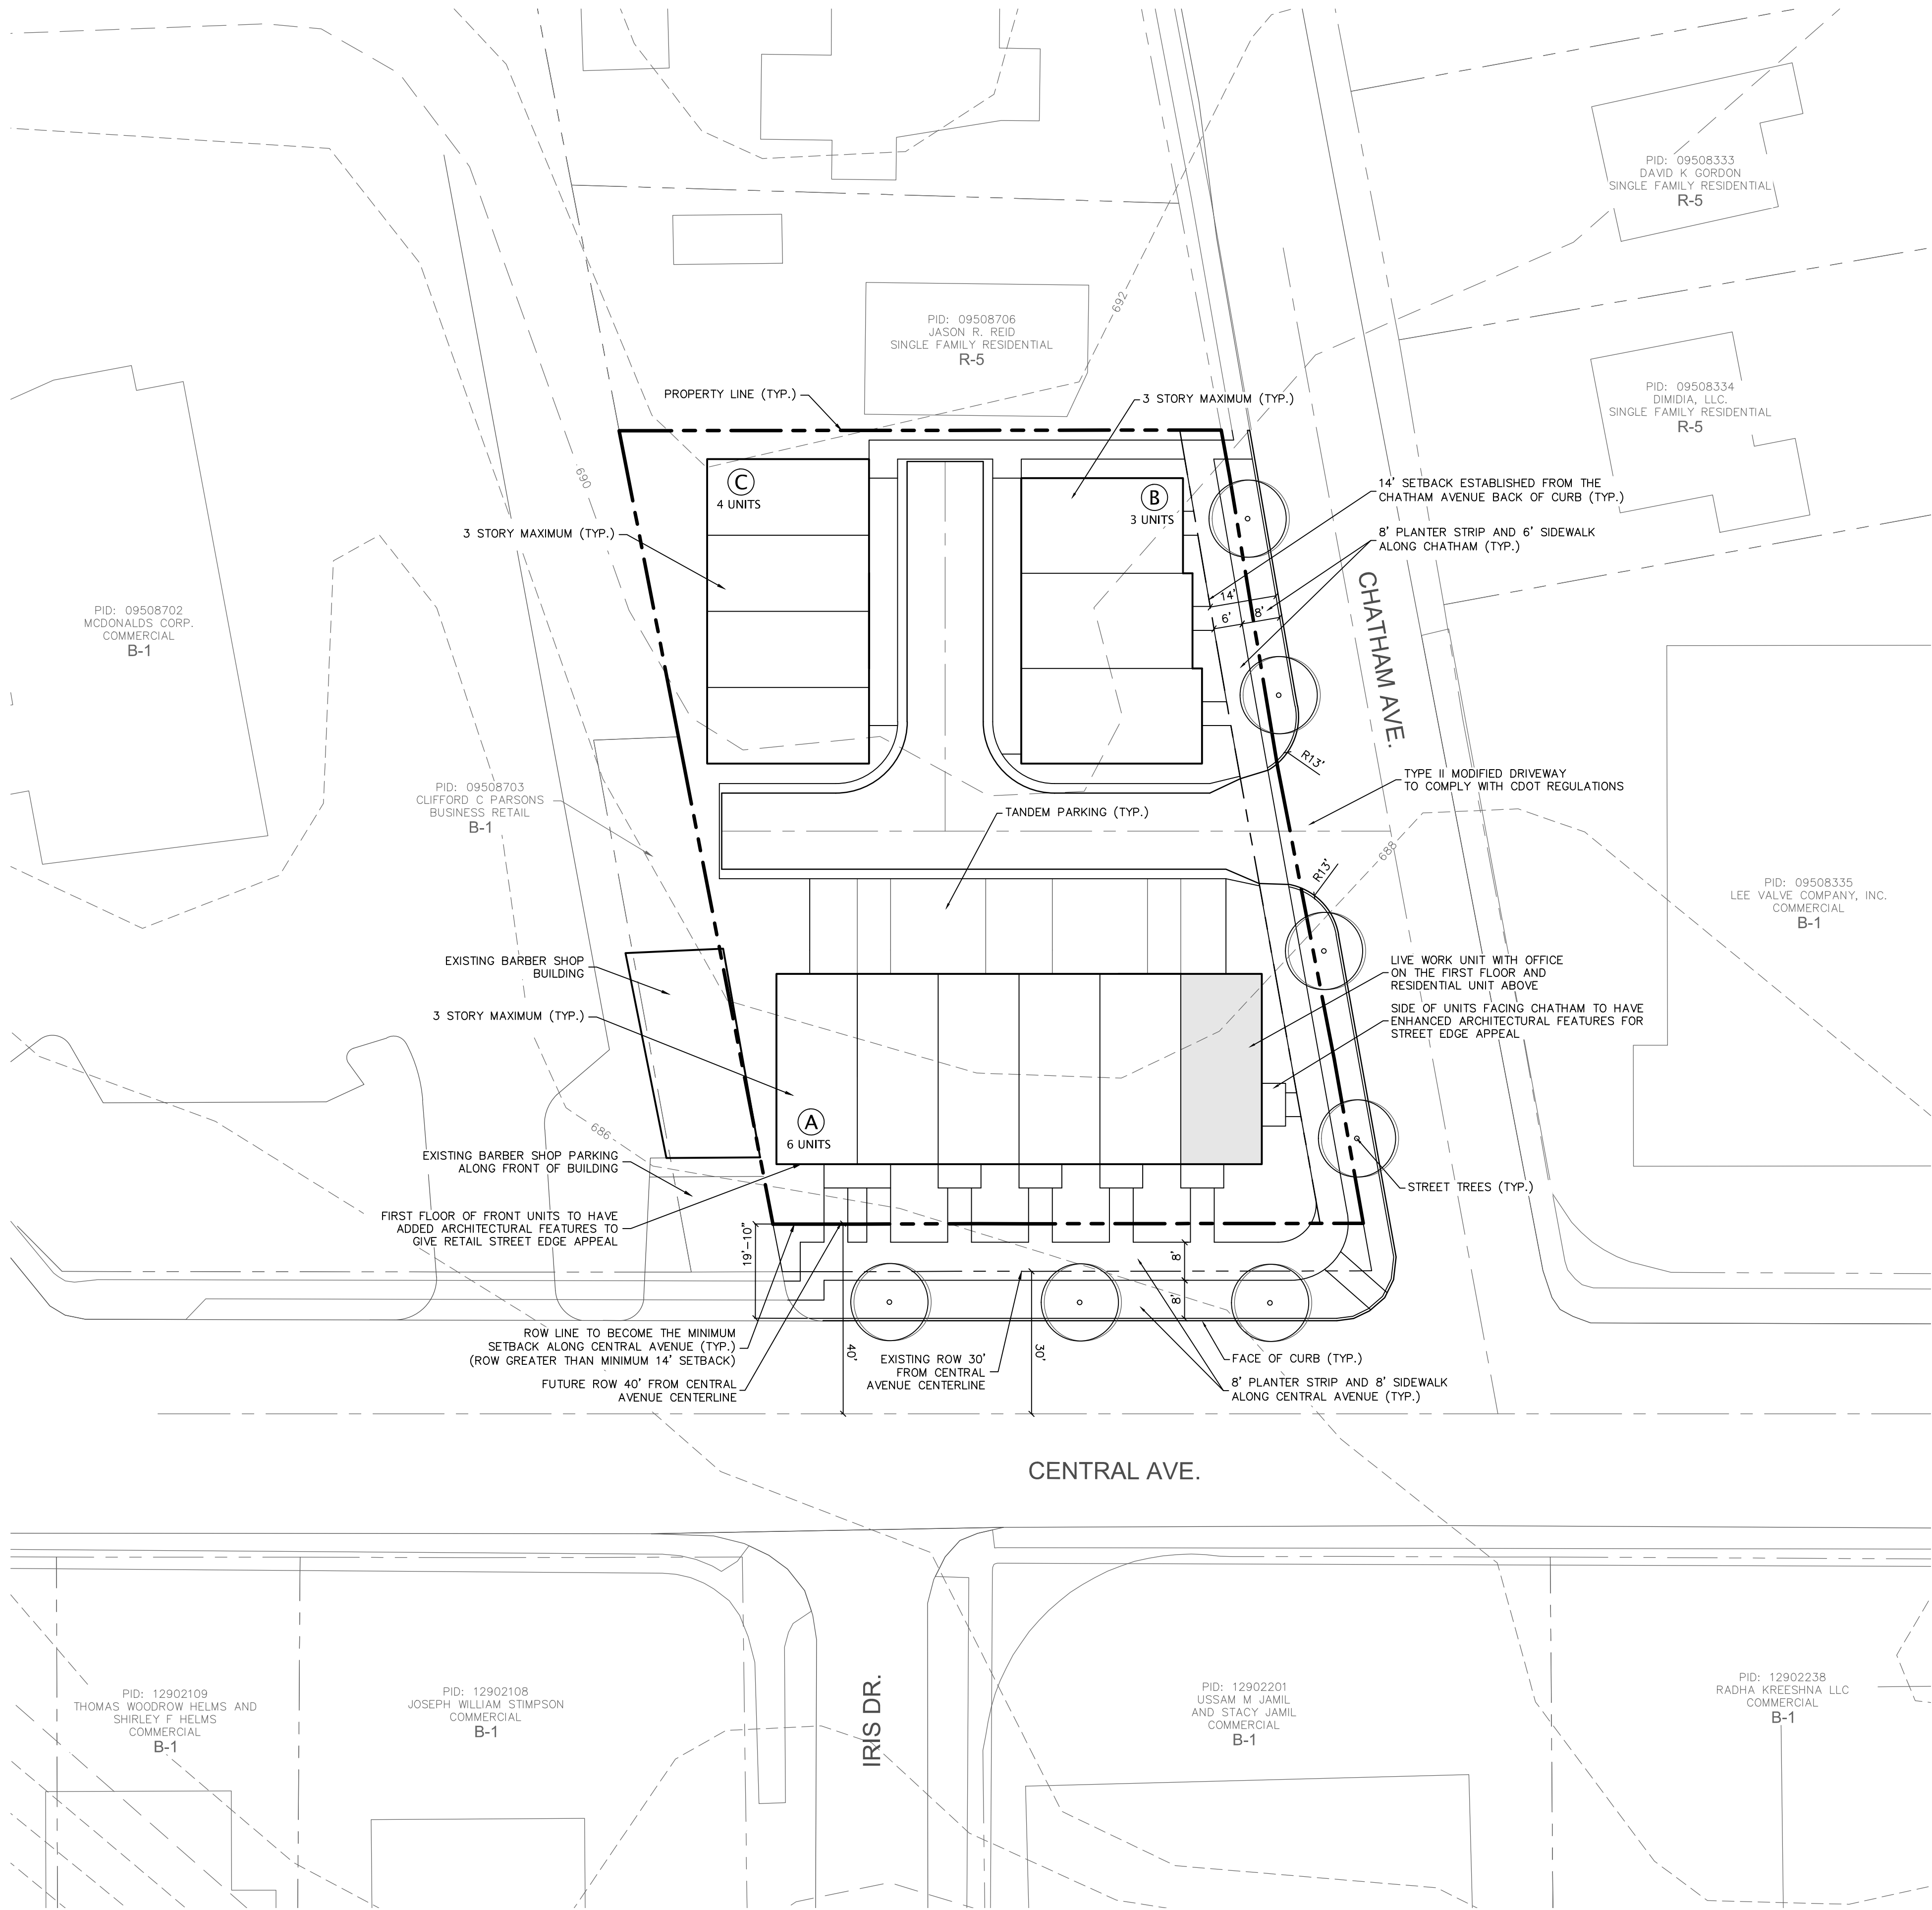 PID: 09508333
DAVID K GORDON
SINGLE FAMILY RESIDENTIAL
R-5
692
PID: 09508706
JASON R. REID
SINGLE FAMILY RESIDENTIAL
R-5
PID: 09508334
DIMIDIA, LLC.
SINGLE FAMILY RESIDENTIAL
R-5
PROPERTY LINE (TYP.)
3 STORY MAXIMUM (TYP.)
690
C
4 UNITS
B
3 UNITS
14' SETBACK ESTABLISHED FROM THE
CHATHAM AVENUE BACK OF CURB (TYP.)
3 STORY MAXIMUM (TYP.)
8' PLANTER STRIP AND 6' SIDEWALK
ALONG CHATHAM (TYP.)
14'
6'
8'
CHATHAM AVE.
PID: 09508702
MCDONALDS CORP.
COMMERCIAL
B-1
R13'
TYPE II MODIFIED DRIVEWAY
TO COMPLY WITH CDOT REGULATIONS
PID: 09508703
CLIFFORD C PARSONS
BUSINESS RETAIL
B-1
TANDEM PARKING (TYP.)
688
R13'
PID: 09508335
LEE VALVE COMPANY, INC.
COMMERCIAL
B-1
EXISTING BARBER SHOP
BUILDING
LIVE WORK UNIT WITH OFFICE
ON THE FIRST FLOOR AND
RESIDENTIAL UNIT ABOVE
3 STORY MAXIMUM (TYP.)
SIDE OF UNITS FACING CHATHAM TO HAVE
ENHANCED ARCHITECTURAL FEATURES FOR
STREET EDGE APPEAL
A
6 UNITS
686
EXISTING BARBER SHOP PARKING
ALONG FRONT OF BUILDING
STREET TREES (TYP.)
FIRST FLOOR OF FRONT UNITS TO HAVE
ADDED ARCHITECTURAL FEATURES TO
GIVE RETAIL STREET EDGE APPEAL
19'-10"
8'
8'
ROW LINE TO BECOME THE MINIMUM
SETBACK ALONG CENTRAL AVENUE (TYP.)
(ROW GREATER THAN MINIMUM 14' SETBACK)
40'
EXISTING ROW 30'
FROM CENTRAL
AVENUE CENTERLINE
30'
FACE OF CURB (TYP.)
FUTURE ROW 40' FROM CENTRAL
AVENUE CENTERLINE
8' PLANTER STRIP AND 8' SIDEWALK
ALONG CENTRAL AVENUE (TYP.)
CENTRAL AVE.
IRIS DR.
PID: 12902109
THOMAS WOODROW HELMS AND
SHIRLEY F HELMS
COMMERCIAL
B-1
PID: 12902108
JOSEPH WILLIAM STIMPSON
COMMERCIAL
B-1
PID: 12902201
USSAM M JAMIL
AND STACY JAMIL
COMMERCIAL
B-1
PID: 12902238
RADHA KREESHNA LLC
COMMERCIAL
B-1